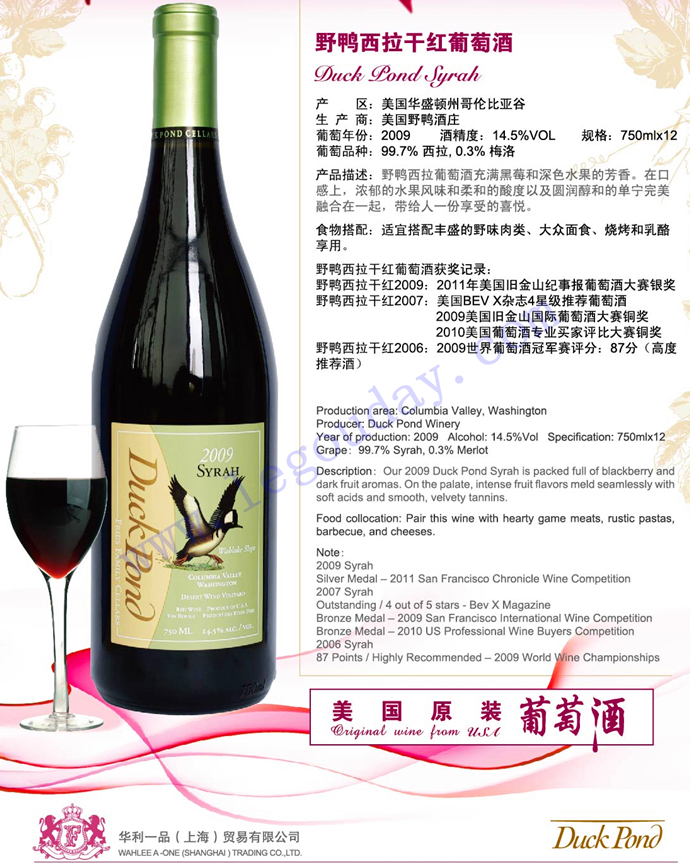 野鸭西拉干红葡萄酒
Duck Pond Syrah
产 区：美国华盛顿州哥伦比亚谷
生 产 商：美国野鸭酒庄
葡萄年份：2009 酒精度：14.5%VOL 规格：750mlx12
葡萄品种：99.7% 西拉, 0.3% 梅洛
产品描述：野鸭西拉葡萄酒充满黑莓和深色水果的芳香。在口
感上，浓郁的水果风味和柔和的酸度以及圆润醇和的单宁完美
融合在一起，带给人一份享受的喜悦。
食物搭配：适宜搭配丰盛的野味肉类、大众面食、烧烤和乳酪
享用。
野鸭西拉干红葡萄酒获奖记录：
野鸭西拉干红2009：2011年美国旧金山纪事报葡萄酒大赛银奖
野鸭西拉干红2007：美国BEV X杂志4星级推荐葡萄酒
2009美国旧金山国际葡萄酒大赛铜奖
2010美国葡萄酒专业买家评比大赛铜奖
野鸭西拉干红2006：2009世界葡萄酒冠军赛评分：87分（高度
推荐酒）
Production area: Columbia Valley, Washington
Producer: Duck Pond Winery
Year of production: 2009 Alcohol: 14.5%Vol Specification: 750mlx12
Grape：99.7% Syrah, 0.3% Merlot
Description：Our 2009 Duck Pond Syrah is packed full of blackberry and
dark fruit aromas. On the palate, intense fruit flavors meld seamlessly with
soft acids and smooth, velvety tannins.
Food collocation: Pair this wine with hearty game meats, rustic pastas,
barbecue, and cheeses.
Note：
2009 Syrah
Silver Medal – 2011 San Francisco Chronicle Wine Competition
2007 Syrah
Outstanding / 4 out of 5 stars - Bev X Magazine
Bronze Medal – 2009 San Francisco International Wine Competition
Bronze Medal – 2010 US Professional Wine Buyers Competition
2006 Syrah
87 Points / Highly Recommended – 2009 World Wine Championships
美国原装 葡萄酒
Original wine from USA
POND CELLARS
2009
SYRAH
Duck Pond
FRIES FAMILY CELLARS
Wahluke Slope
COLUMBIA VALLEY
WASHINGTON
DESERT WIND VINEYARD
RED WINE PRODUCT OF U.S.A.
750 ML 14.5% ALC./VOL.
www.legouday.com
F
华利一品（上海）贸易有限公司
WAHLEE A -ONE (SHANGHAI ) TRADING CO.,LTD.
Duck Pond